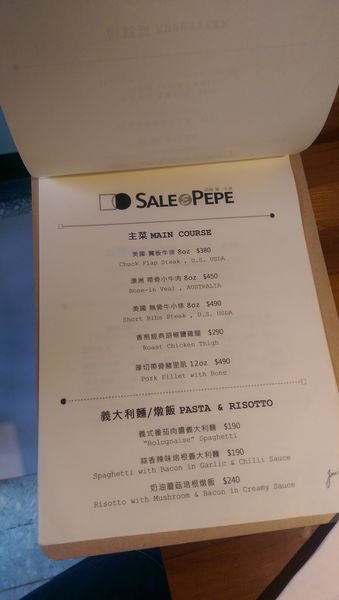 SALE & PEPE
主菜 MAIN COURSE
美國 翼板牛排 8oz $380
Chuck Flap Steak , U.S. USDA
澳洲 帶骨小牛肉 8oz $450
Bone-in Veal , AUSTRALIA
美國 無骨牛小排 8oz $490
Short Ribs Steak , U.S. USDA
香煎經典胡椒鹽雞腿 $290
Roast Chicken Thigh
厚切帶骨豬里肌 12oz $490
Pork Fillet with Bone
義大利麵/燉飯 PASTA & RISOTTO
義式蕃茄肉醬義大利麵 $190
"Bolognaise" Spaghetti
蒜香辣味培根義大利麵 $190
Spaghetti with Bacon in Garlic & Chilli Sauce
奶油蘑菇培根燉飯 $240
Risotto with Mushroom & Bacon in Creamy Sauce